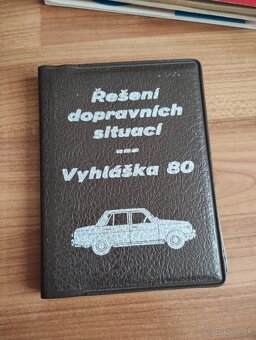 Řešení
dopravních
situací
---
Vyhláška 80